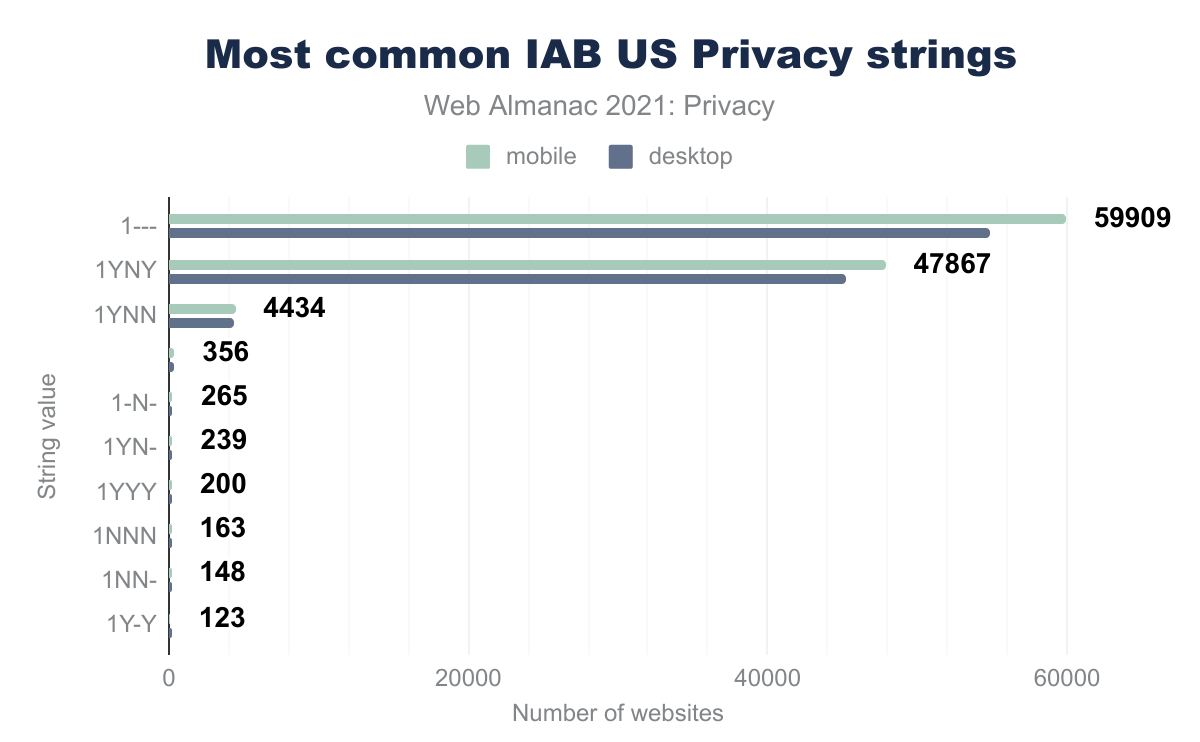 Most common IAB US Privacy strings
Web Almanac 2021: Privacy
mobile desktop
1--- 59909
1YNY 47867
1YNN 4434
356
1-N- 265
1YN- 239
1YYY 200
1NNN 163
1NN- 148
1Y-Y 123
String value
0 20000 40000 60000
Number of websites